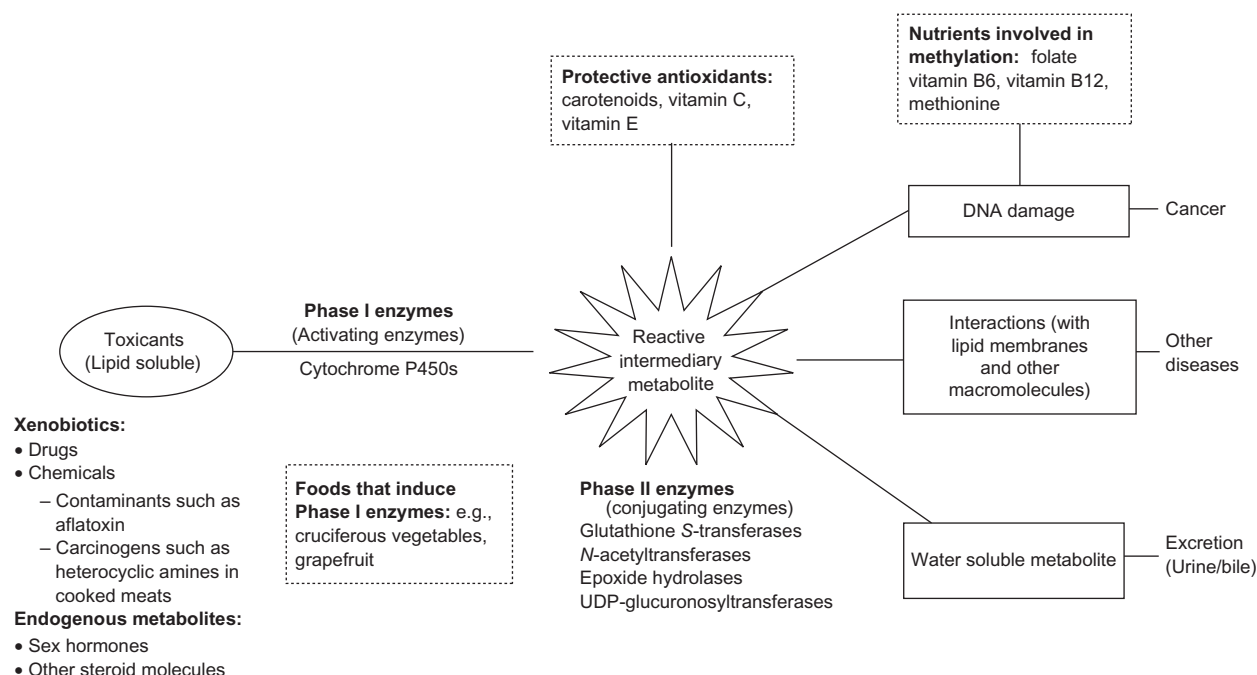 Protective antioxidants:
carotenoids, vitamin C,
vitamin E
Nutrients involved in
methylation: folate
vitamin B6, vitamin B12,
methionine
DNA damage
Cancer
Toxicants
(Lipid soluble)
Phase I enzymes
(Activating enzymes)
Cytochrome P450s
Reactive
intermediary
metabolite
Interactions (with
lipid membranes
and other
macromolecules)
Other
diseases
Xenobiotics:
• Drugs
• Chemicals
– Contaminants such as
aflatoxin
– Carcinogens such as
heterocyclic amines in
cooked meats
Endogenous metabolites:
• Sex hormones
• Other steroid molecules
Foods that induce
Phase I enzymes: e.g.,
cruciferous vegetables,
grapefruit
Phase II enzymes
(conjugating enzymes)
Glutathione S-transferases
N-acetyltransferases
Epoxide hydrolases
UDP-glucuronosyltransferases
Water soluble metabolite
Excretion
(Urine/bile)